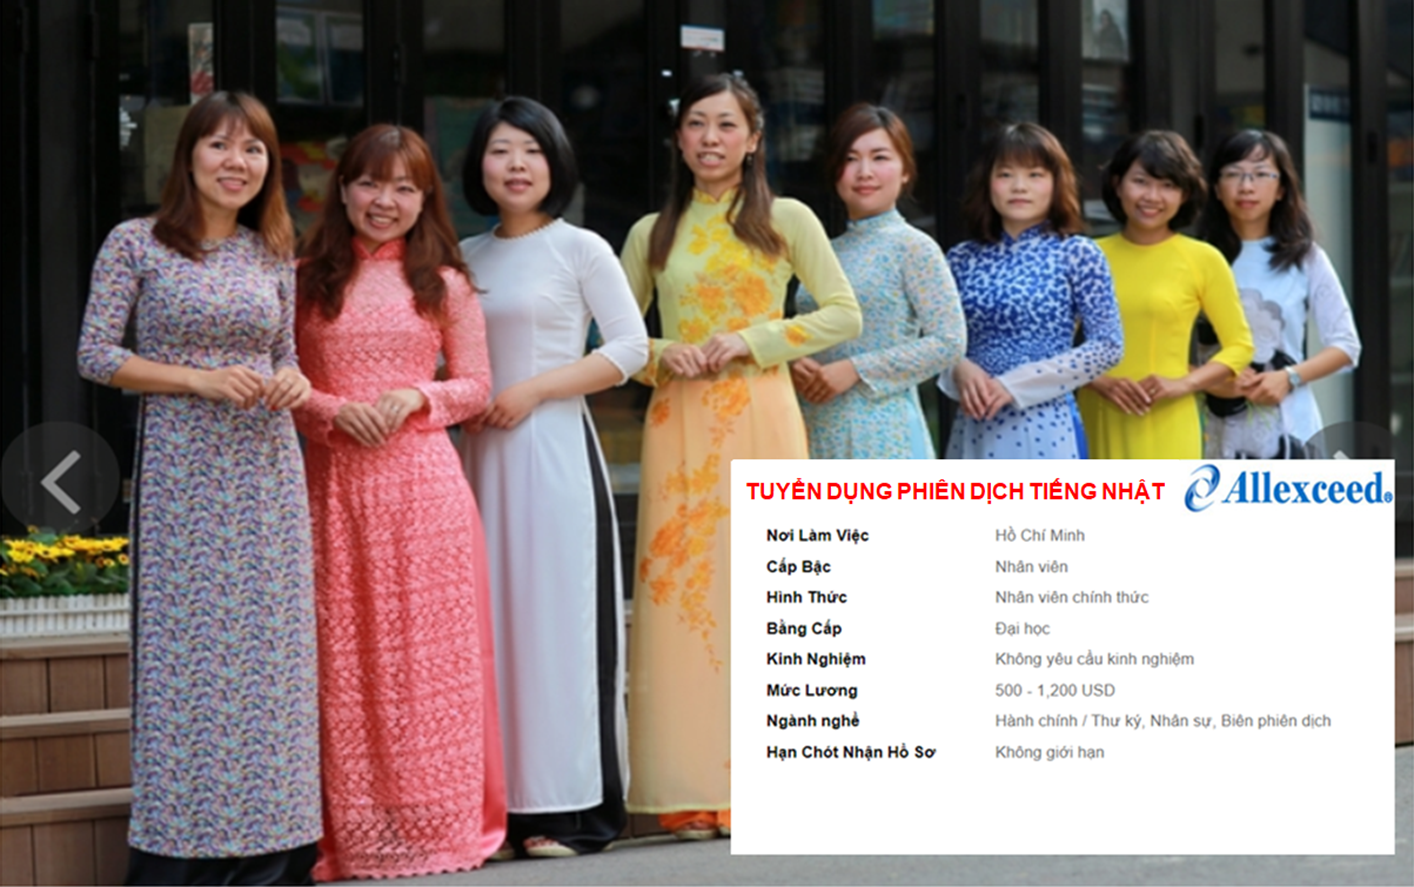 TUYỂN DỤNG PHIÊN DỊCH TIẾNG NHẬT
Allexceed®
Nơi Làm Việc Hồ Chí Minh
Cấp Bậc Nhân viên
Hình Thức Nhân viên chính thức
Bằng Cấp Đại học
Kinh Nghiệm Không yêu cầu kinh nghiệm
Mức Lương 500 - 1,200 USD
Ngành nghề Hành chính / Thư ký, Nhân sự, Biên phiên dịch
Hạn Chót Nhận Hồ Sơ Không giới hạn